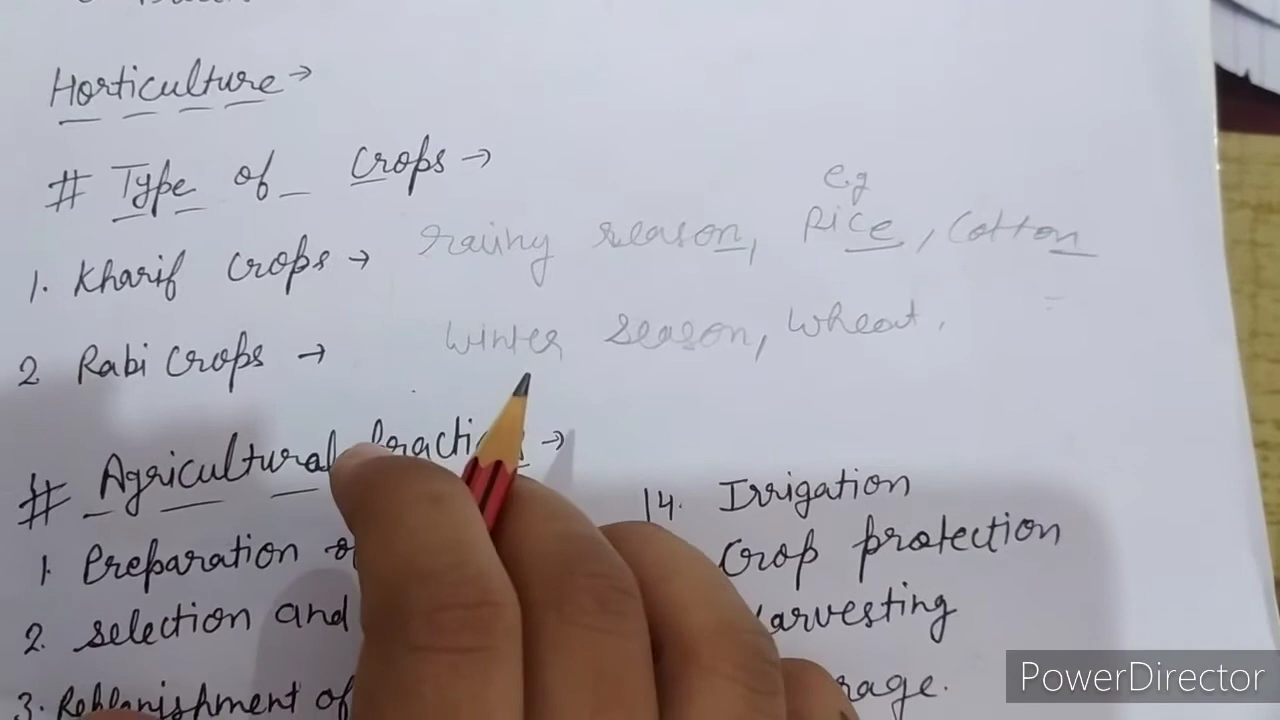 Horticulture →
# Type of Crops →
e.g
1. Kharif Crops → rainy season, Rice, Cotton
2 Rabi Crops → winter season, wheat.
# Agricultural →
1. Preparation
2. selection and
3. Rehlanishment of
14. Irrigation
Crop protection
arvesting
rage.
PowerDirector